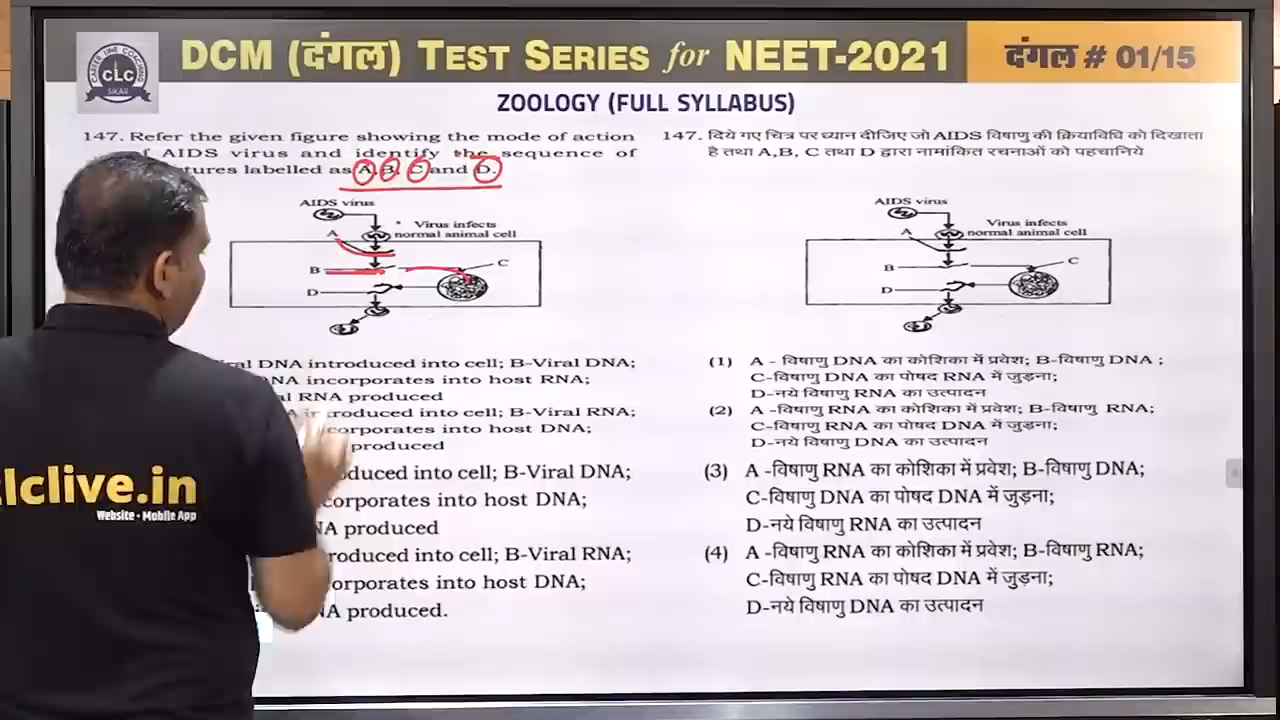 DCM (दंगल) TEST SERIES for NEET-2021
दंगल # 01/15
CLC
SIKAR
ZOOLOGY (FULL SYLLABUS)
147. Refer the given figure showing the mode of action
of AIDS virus and identify the sequence of
tures labelled as A,B, C and D.
AIDS virus
A
Virus infects
normal animal cell
B
C
D
al DNA introduced into cell; B-Viral DNA;
NA incorporates into host RNA;
al RNA produced
introduced into cell; B-Viral RNA;
corporates into host DNA;
produced
oduced into cell; B-Viral DNA;
corporates into host DNA;
NA produced
roduced into cell; B-Viral RNA;
orporates into host DNA;
NA produced.
147. दिये गए चित्र पर ध्यान दीजिए जो AIDS विषाणु की क्रियाविधि को दिखाता
है तथा A,B, C तथा D द्वारा नामांकित रचनाओं को पहचानिये
AIDS virus
A
Virus infects
normal animal cell
B
C
D
(1) A - विषाणु DNA का कोशिका में प्रवेश; B-विषाणु DNA ;
C-विषाणु DNA का पोषद RNA में जुड़ना;
D-नये विषाणु RNA का उत्पादन
(2) A -विषाणु RNA का कोशिका में प्रवेश; B-विषाणु RNA;
C-विषाणु RNA का पोषद DNA में जुड़ना;
D-नये विषाणु DNA का उत्पादन
(3) A -विषाणु RNA का कोशिका में प्रवेश; B-विषाणु DNA;
C-विषाणु DNA का पोषद DNA में जुड़ना;
D-नये विषाणु RNA का उत्पादन
(4) A -विषाणु RNA का कोशिका में प्रवेश; B-विषाणु RNA;
C-विषाणु RNA का पोषद DNA में जुड़ना;
D-नये विषाणु DNA का उत्पादन
clclive.in
Website • Mobile App